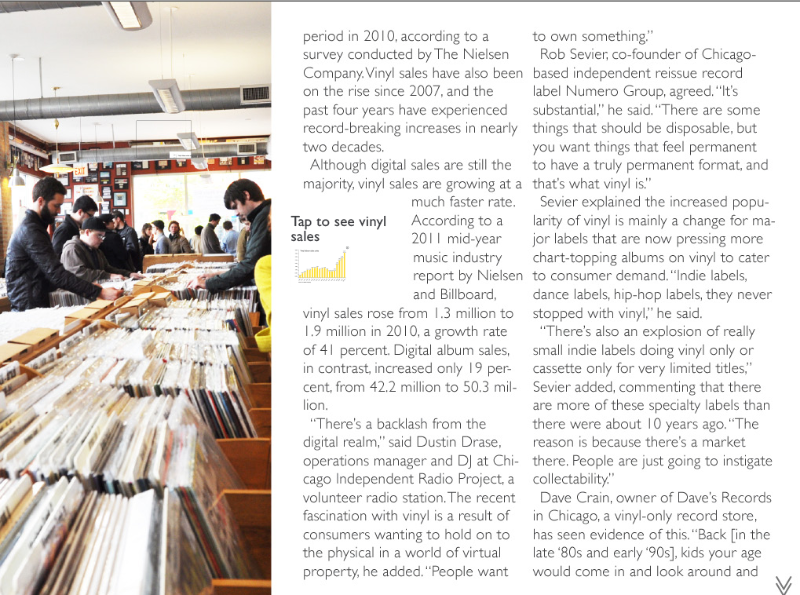 period in 2010, according to a
survey conducted by The Nielsen
Company. Vinyl sales have also been
on the rise since 2007, and the
past four years have experienced
record-breaking increases in nearly
two decades.
Although digital sales are still the
majority, vinyl sales are growing at a
much faster rate.
According to a
2011 mid-year
music industry
report by Nielsen
and Billboard,
Tap to see vinyl
sales
vinyl sales rose from 1.3 million to
1.9 million in 2010, a growth rate
of 41 percent. Digital album sales,
in contrast, increased only 19 per-
cent, from 42.2 million to 50.3 mil-
lion.
“There’s a backlash from the
digital realm,” said Dustin Drase,
operations manager and DJ at Chi-
cago Independent Radio Project, a
volunteer radio station. The recent
fascination with vinyl is a result of
consumers wanting to hold on to
the physical in a world of virtual
property, he added. “People want
to own something.”
Rob Sevier, co-founder of Chicago-
based independent reissue record
label Numero Group, agreed. “It’s
substantial,” he said. “There are some
things that should be disposable, but
you want things that feel permanent
to have a truly permanent format, and
that’s what vinyl is.”
Sevier explained the increased popu-
larity of vinyl is mainly a change for ma-
jor labels that are now pressing more
chart-topping albums on vinyl to cater
to consumer demand. “Indie labels,
dance labels, hip-hop labels, they never
stopped with vinyl,” he said.
“There’s also an explosion of really
small indie labels doing vinyl only or
cassette only for very limited titles,”
Sevier added, commenting that there
are more of these specialty labels than
there were about 10 years ago. “The
reason is because there’s a market
there. People are just going to instigate
collectability.”
Dave Crain, owner of Dave’s Records
in Chicago, a vinyl-only record store,
has seen evidence of this. “Back [in the
late ‘80s and early ‘90s], kids your age
would come in and look around and